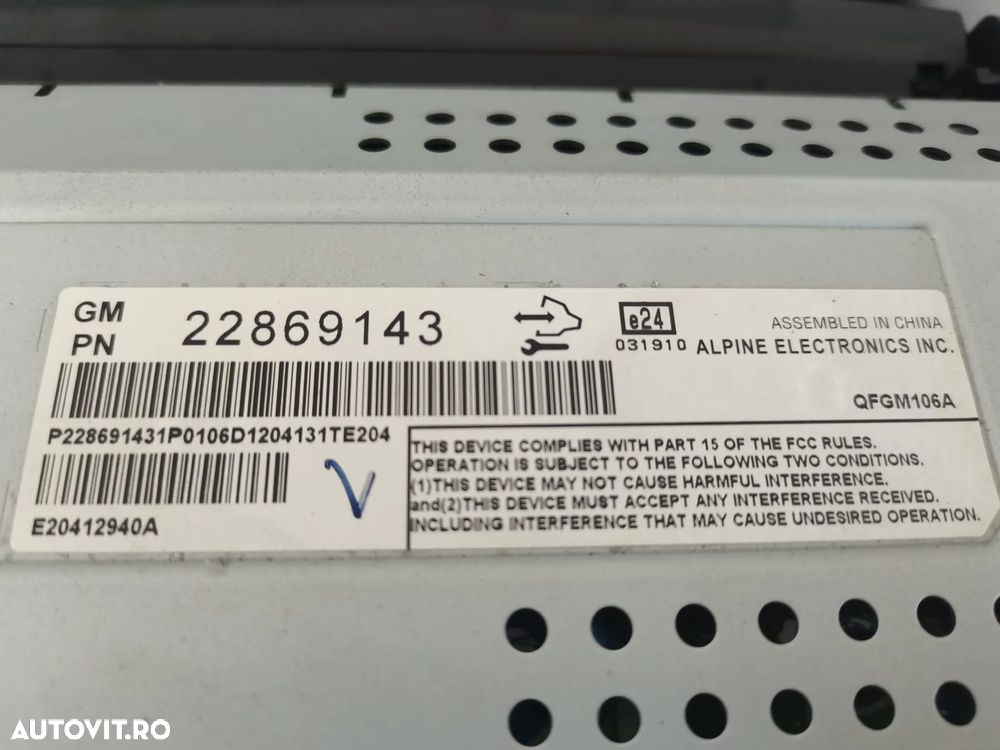 GM
PN
22869143
e24
031910
ASSEMBLED IN CHINA
ALPINE ELECTRONICS INC.
QFGM106A
P228691431P0106D1204131TE204
E20412940A
THIS DEVICE COMPLIES WITH PART 15 OF THE FCC RULES.
OPERATION IS SUBJECT TO THE FOLLOWING TWO CONDITIONS.
(1)THIS DEVICE MAY NOT CAUSE HARMFUL INTERFERENCE.
and(2)THIS DEVICE MUST ACCEPT ANY INTERFERENCE RECEIVED.
INCLUDING INTERFERENCE THAT MAY CAUSE UNDESIRED OPERATION.
AUTOVIT.RO